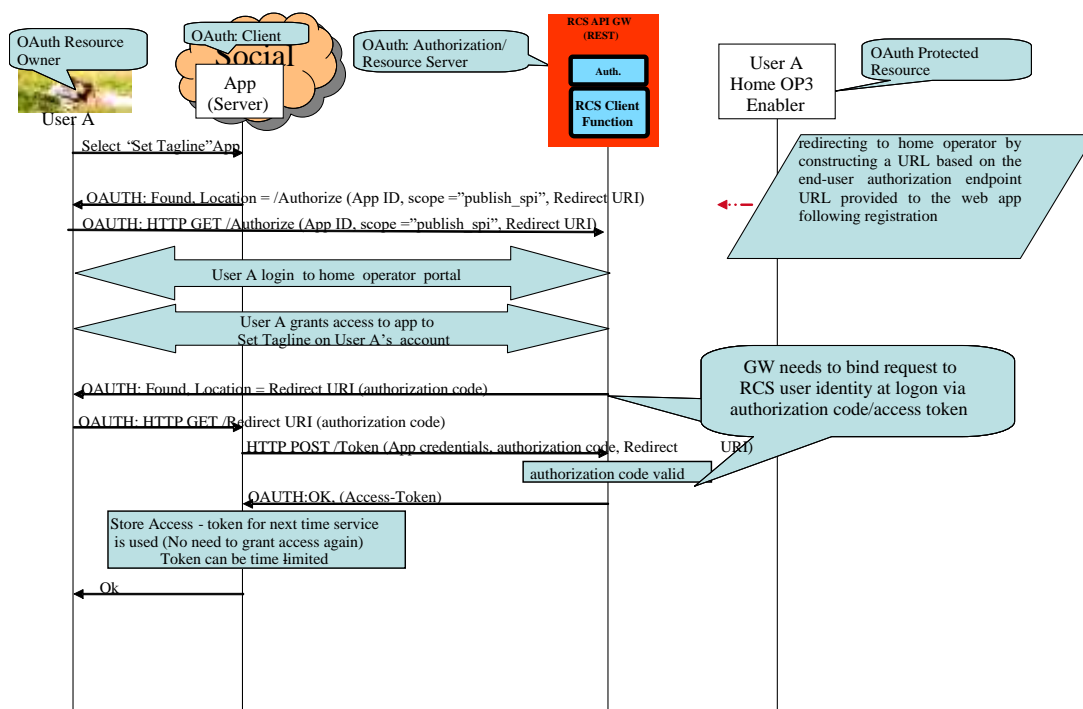 OAuth Resource
Owner
User A
OAuth: Client
Social
App
(Server)
OAuth: Authorization/
Resource Server
RCS API GW
(REST)
Auth.
RCS Client
Function
User A
Home OP3
Enabler
OAuth Protected
Resource
Select “Set Tagline”App
redirecting to home operator by
constructing a URL based on the
end-user authorization endpoint
URL provided to the web app
following registration
OAUTH: Found, Location = /Authorize (App ID, scope =”publish_spi”, Redirect URI)
OAUTH: HTTP GET /Authorize (App ID, scope =”publish_spi”, Redirect URI)
User A login to home operator portal
User A grants access to app to
Set Tagline on User A’s account
GW needs to bind request to
RCS user identity at logon via
authorization code/access token
OAUTH: Found, Location = Redirect URI (authorization code)
OAUTH: HTTP GET /Redirect URI (authorization code)
HTTP POST /Token (App credentials, authorization code, Redirect URI)
authorization code valid
OAUTH:OK, (Access-Token)
Store Access - token for next time service
is used (No need to grant access again)
Token can be time limited
Ok